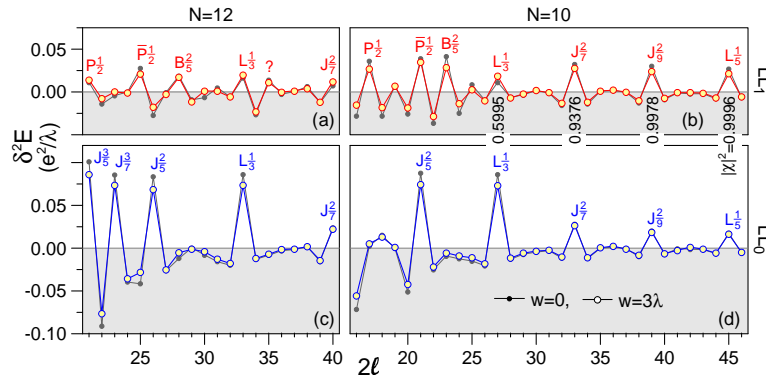 N=12 N=10
δ²E (e²/λ)
0.05
0.00
P½ P̄½ B⅖ L⅓ ? J2/7
(a)
P½ P̄½ B⅖ L⅓ J2/7 J2/9 L⅕
(b)
LL₁
0.5995 0.9376 0.9978 |χ|²=0.9996
0.05
0.00
-0.05
-0.10
J⅗ J3/7 J⅖ L⅓ J2/7
(c)
J⅖ L⅓ J2/7 J2/9 L⅕
w=0, w=3λ
(d)
LL₀
25 30 35 40 20 25 30 35 40 45
2ℓ